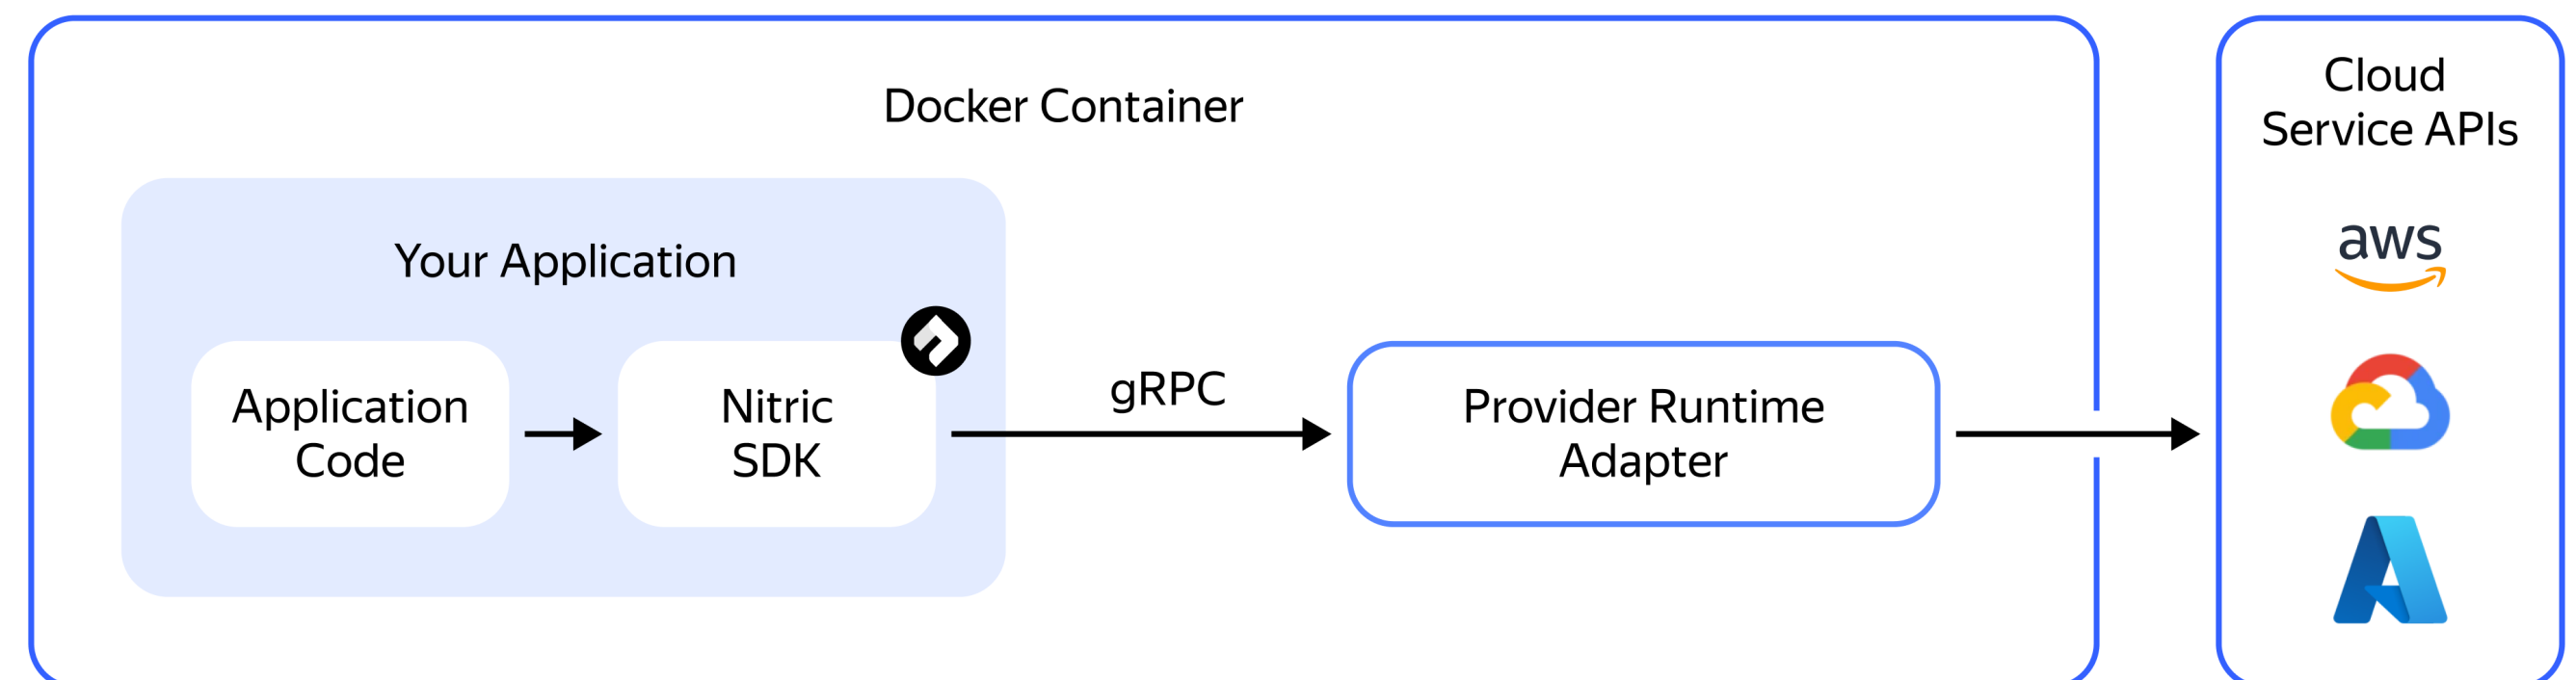 Docker Container
Cloud
Service APIs
Your Application
aws
Application
Code
Nitric
SDK
gRPC
Provider Runtime
Adapter